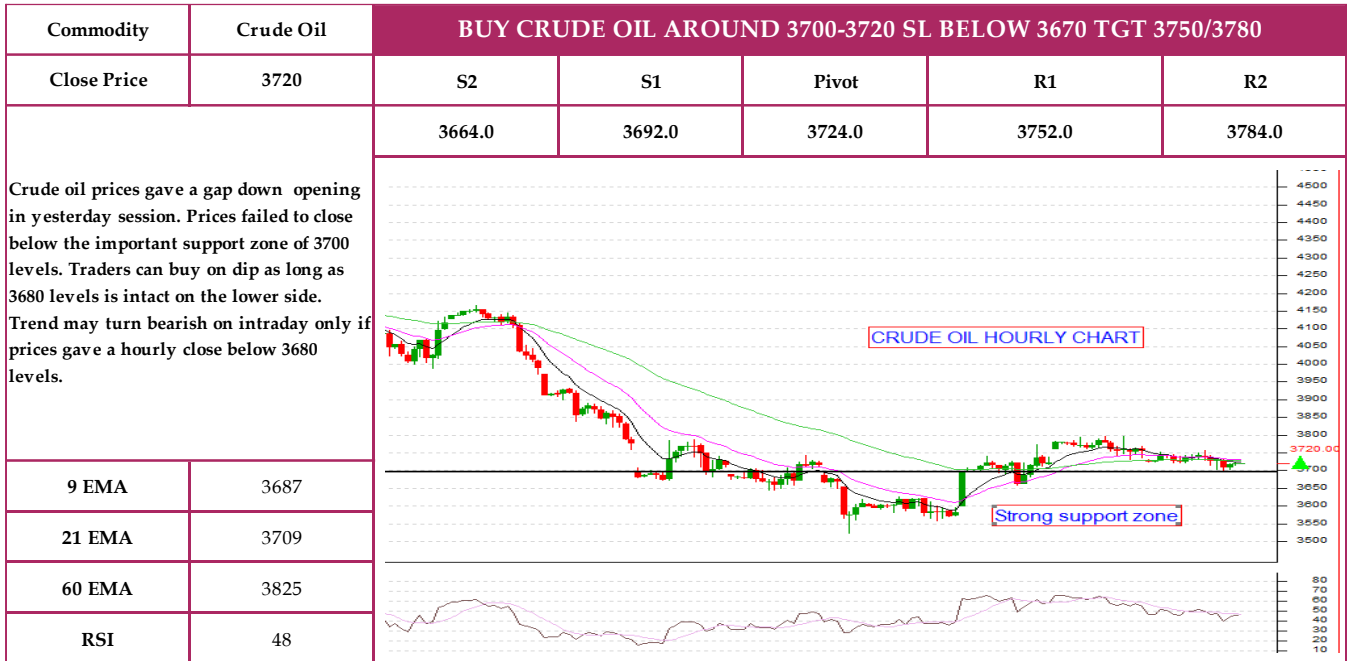 Commodity Crude Oil BUY CRUDE OIL AROUND 3700-3720 SL BELOW 3670 TGT 3750/3780
Close Price 3720 S2 S1 Pivot R1 R2
3664.0 3692.0 3724.0 3752.0 3784.0
Crude oil prices gave a gap down opening
in yesterday session. Prices failed to close
below the important support zone of 3700
levels. Traders can buy on dip as long as
3680 levels is intact on the lower side.
Trend may turn bearish on intraday only if
prices gave a hourly close below 3680
levels.
9 EMA 3687
21 EMA 3709
60 EMA 3825
RSI 48
CRUDE OIL HOURLY CHART
Strong support zone
4500
4450
4400
4350
4300
4250
4200
4150
4100
4050
4000
3950
3900
3850
3800
3720.00
3700
3650
3600
3550
3500
80
70
60
50
40
30
20
10